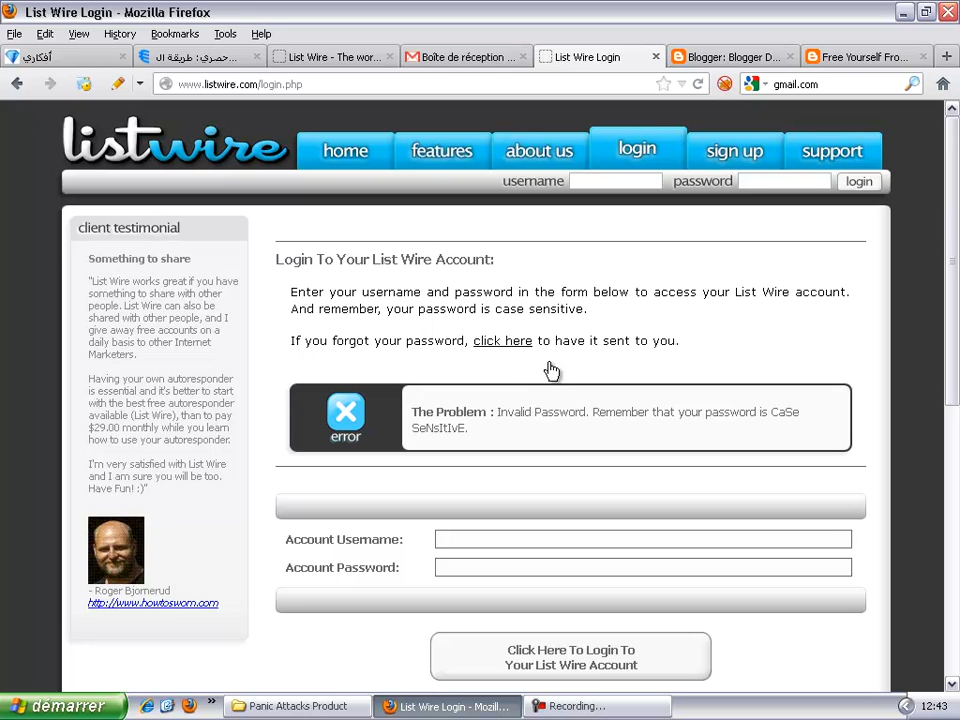 List Wire Login - Mozilla Firefox
File Edit View History Bookmarks Tools Help
أفكاري
...حصري: طريقة ال
List Wire - The wor...
Boîte de réception ...
List Wire Login
Blogger: Blogger D...
Free Yourself Fro...
www.listwire.com/login.php
gmail.com
listwire
home features about us login sign up support
username password login
client testimonial
Something to share
"List Wire works great if you have
something to share with other
people. List Wire can also be
shared with other people, and I
give away free accounts on a
daily basis to other Internet
Marketers.
Having your own autoresponder
is essential and it's better to start
with the best free autoresponder
available (List Wire), than to pay
$29.00 monthly while you learn
how to use your autoresponder.
I'm very satisfied with List Wire
and I am sure you will be too.
Have Fun! :)"
- Roger Bjornerud
http://www.howtosworn.com
Login To Your List Wire Account:
Enter your username and password in the form below to access your List Wire account.
And remember, your password is case sensitive.
If you forgot your password, click here to have it sent to you.
error
The Problem : Invalid Password. Remember that your password is CaSe
SeNsItIvE.
Account Username:
Account Password:
Click Here To Login To
Your List Wire Account
démarrer
Panic Attacks Product
List Wire Login - Mozill...
Recording...
12:43